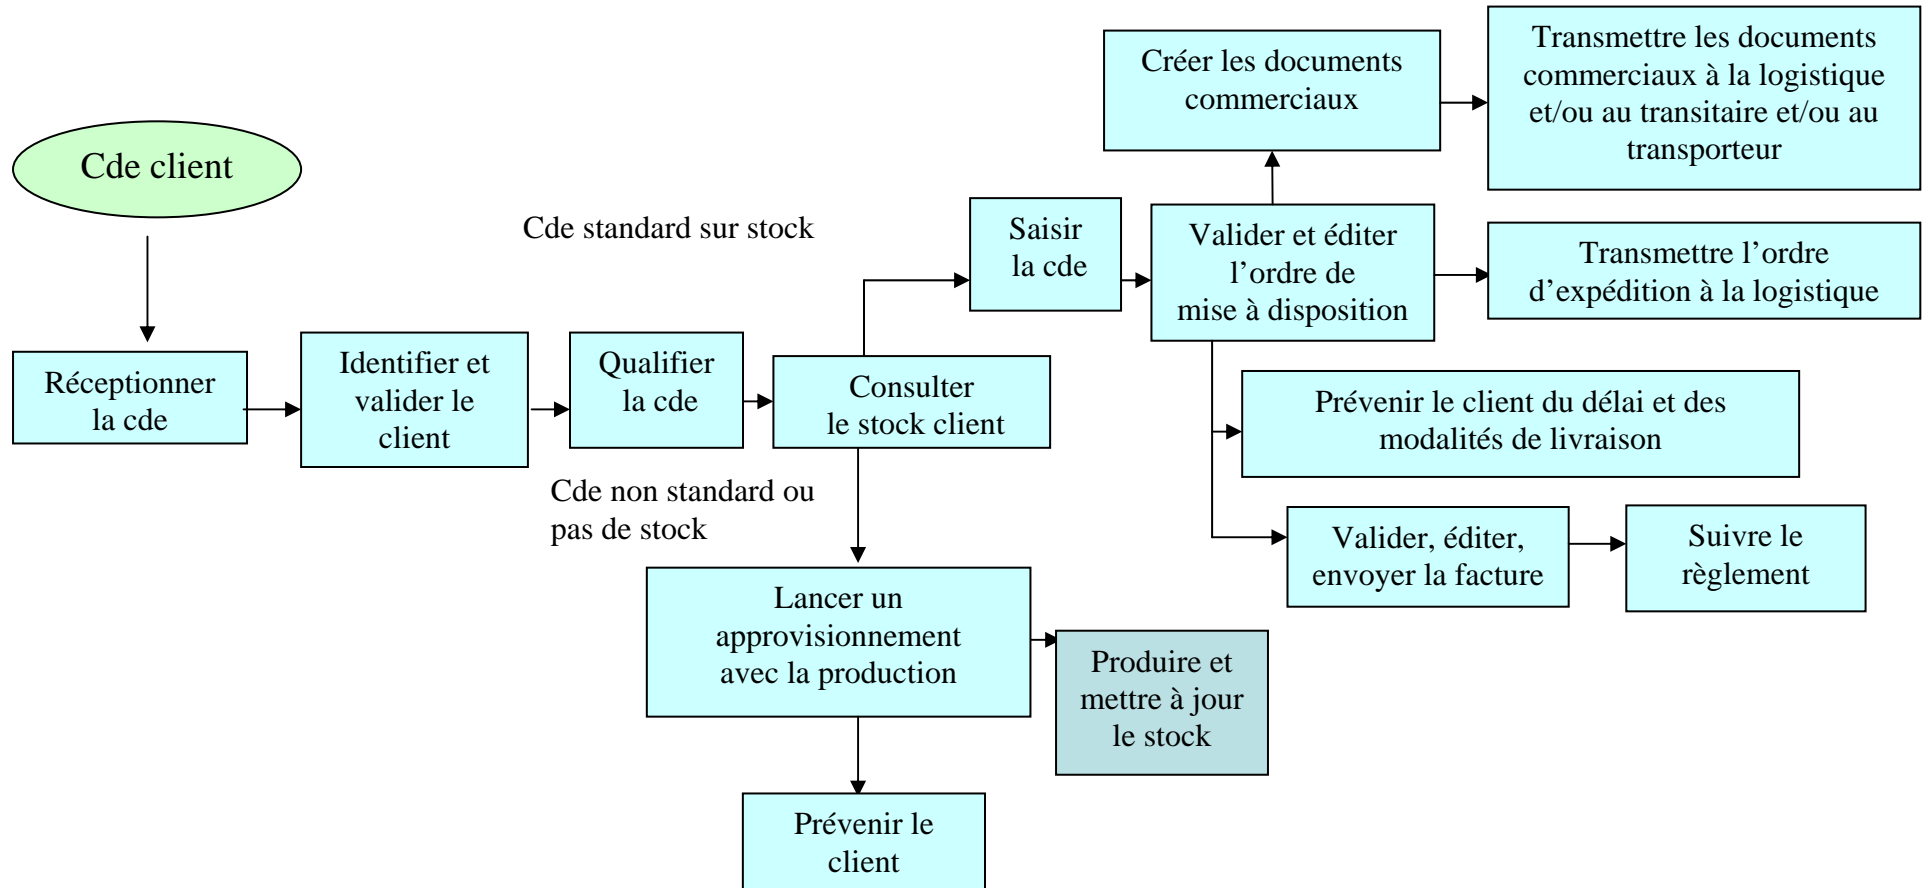 Cde client
Réceptionner
la cde
Identifier et
valider le
client
Qualifier
la cde
Consulter
le stock client
Cde standard sur stock
Saisir
la cde
Valider et éditer
l’ordre de
mise à disposition
Créer les documents
commerciaux
Transmettre les documents
commerciaux à la logistique
et/ou au transitaire et/ou au
transporteur
Transmettre l’ordre
d’expédition à la logistique
Prévenir le client du délai et des
modalités de livraison
Valider, éditer,
envoyer la facture
Suivre le
règlement
Cde non standard ou
pas de stock
Lancer un
approvisionnement
avec la production
Produire et
mettre à jour
le stock
Prévenir le
client